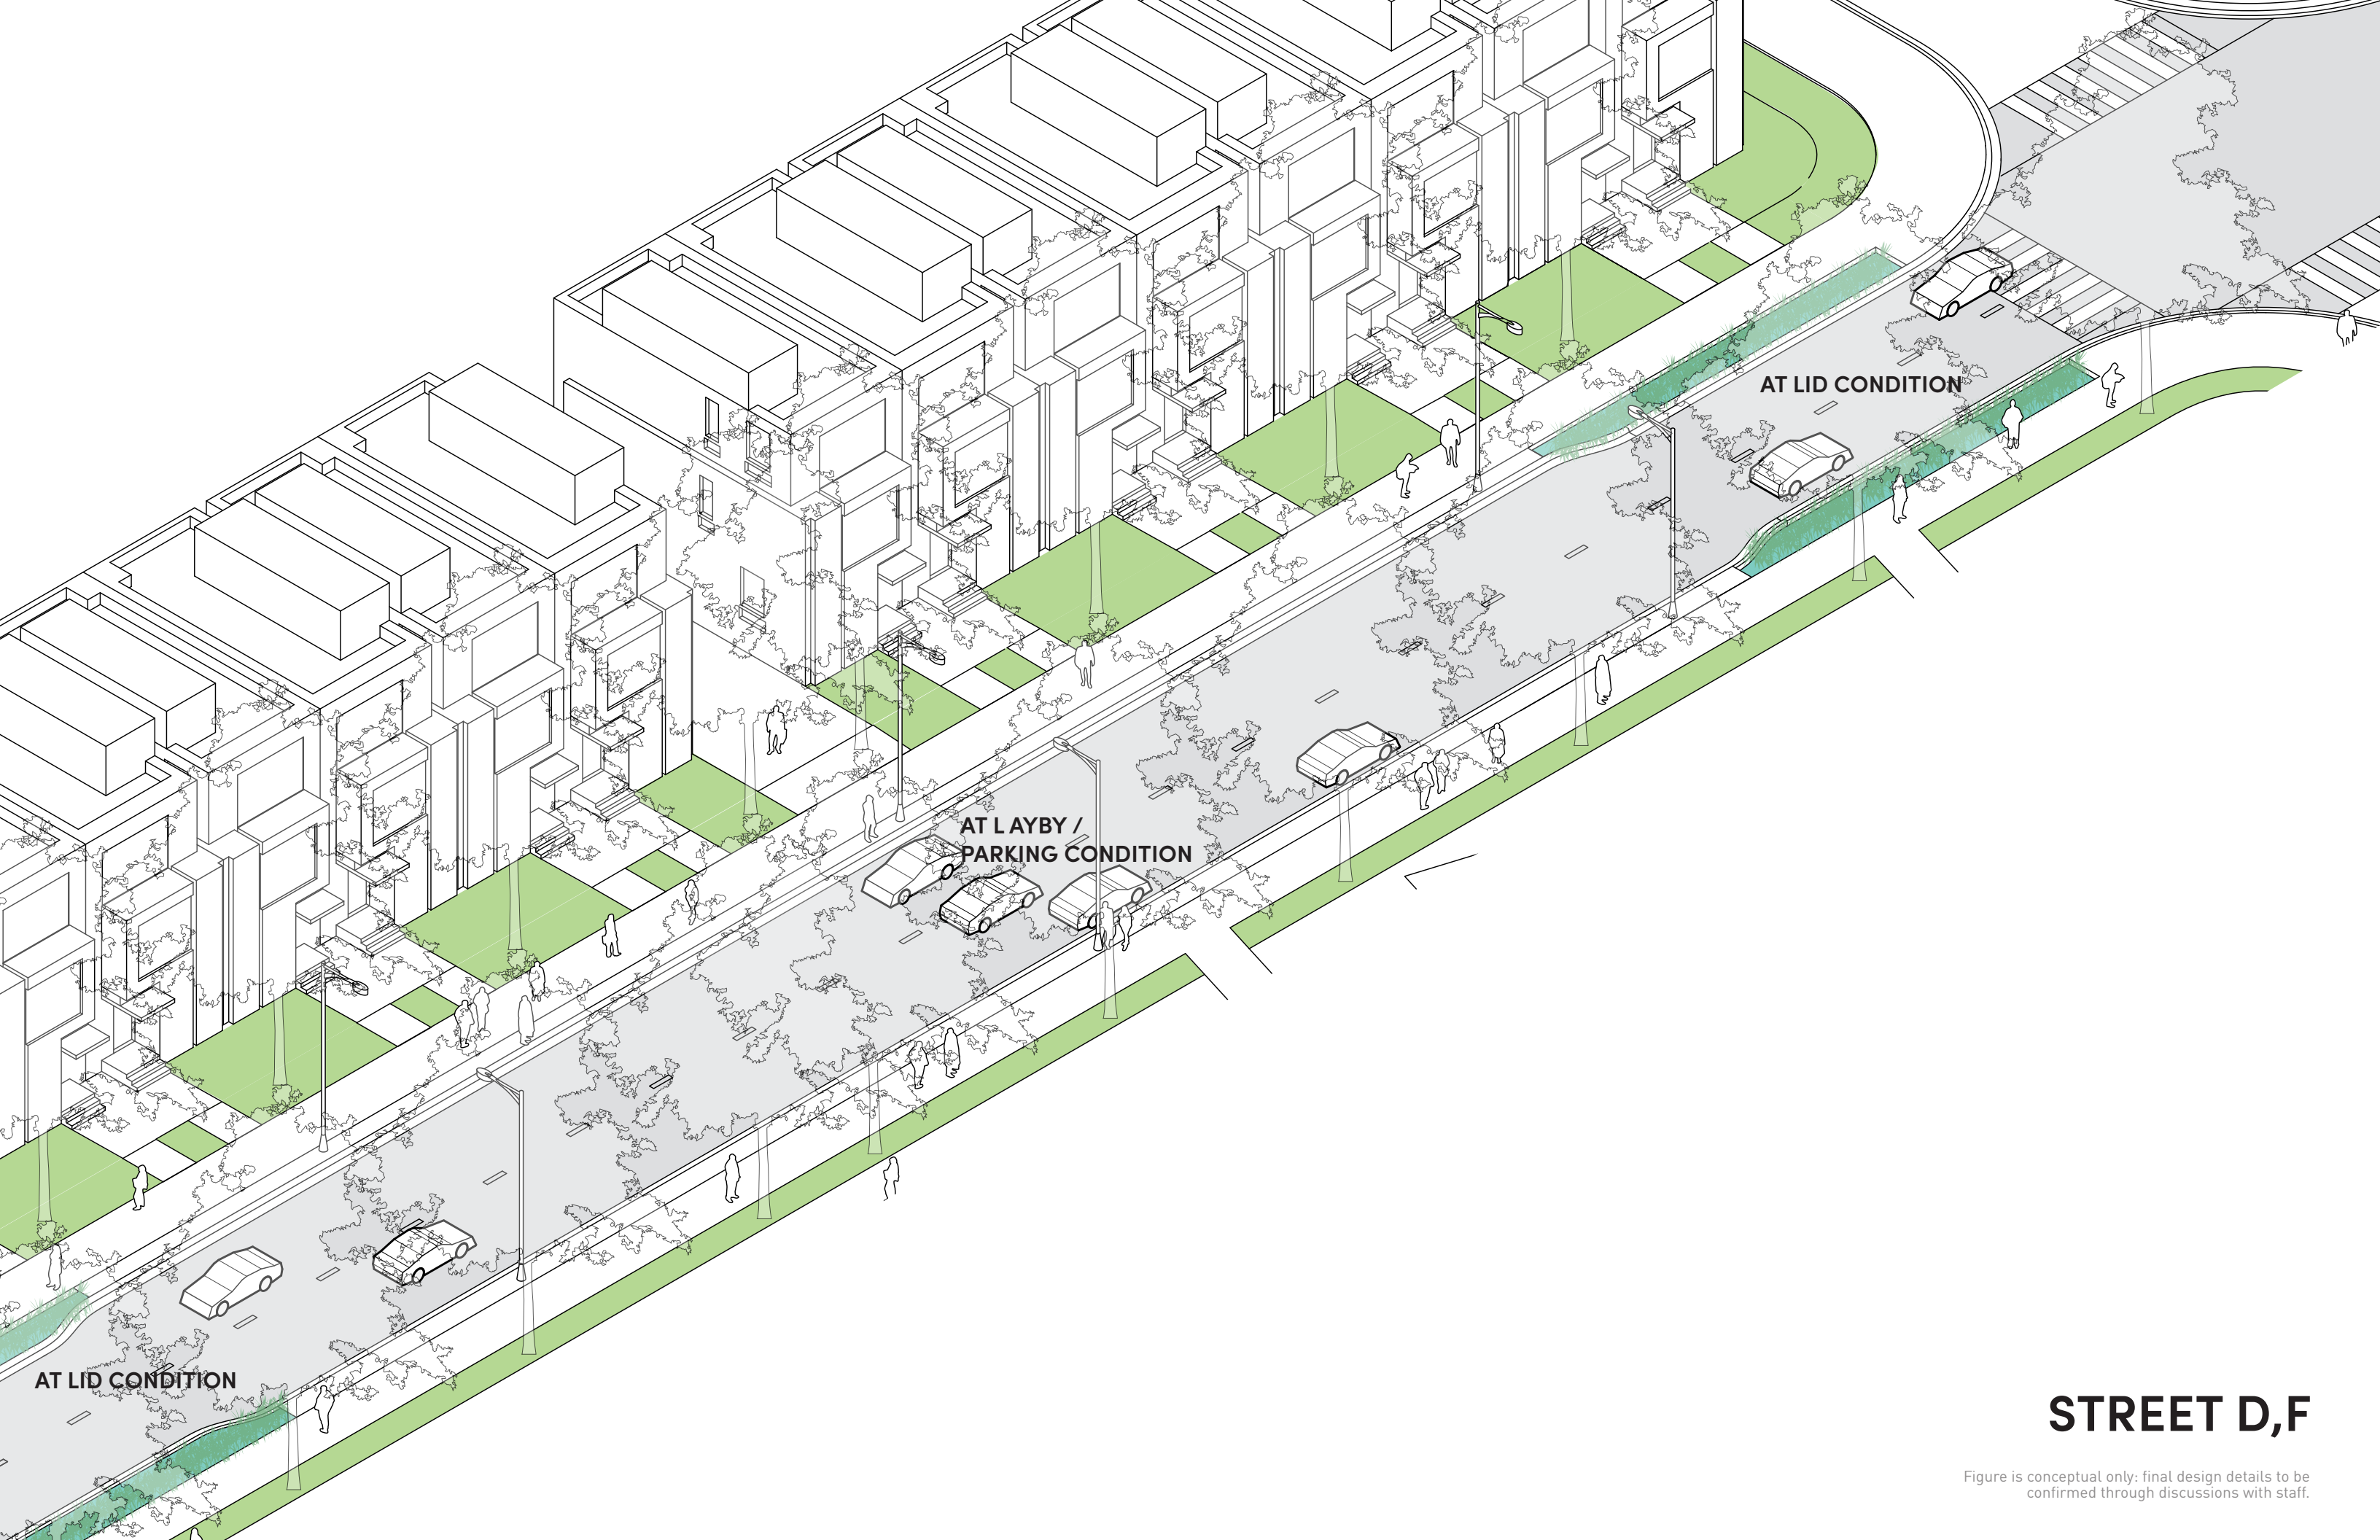 AT LID CONDITION
AT L AYBY /
PARKING CONDITION
AT LID CONDITION
STREET D,F
Figure is conceptual only: final design details to be
confirmed through discussions with staff.